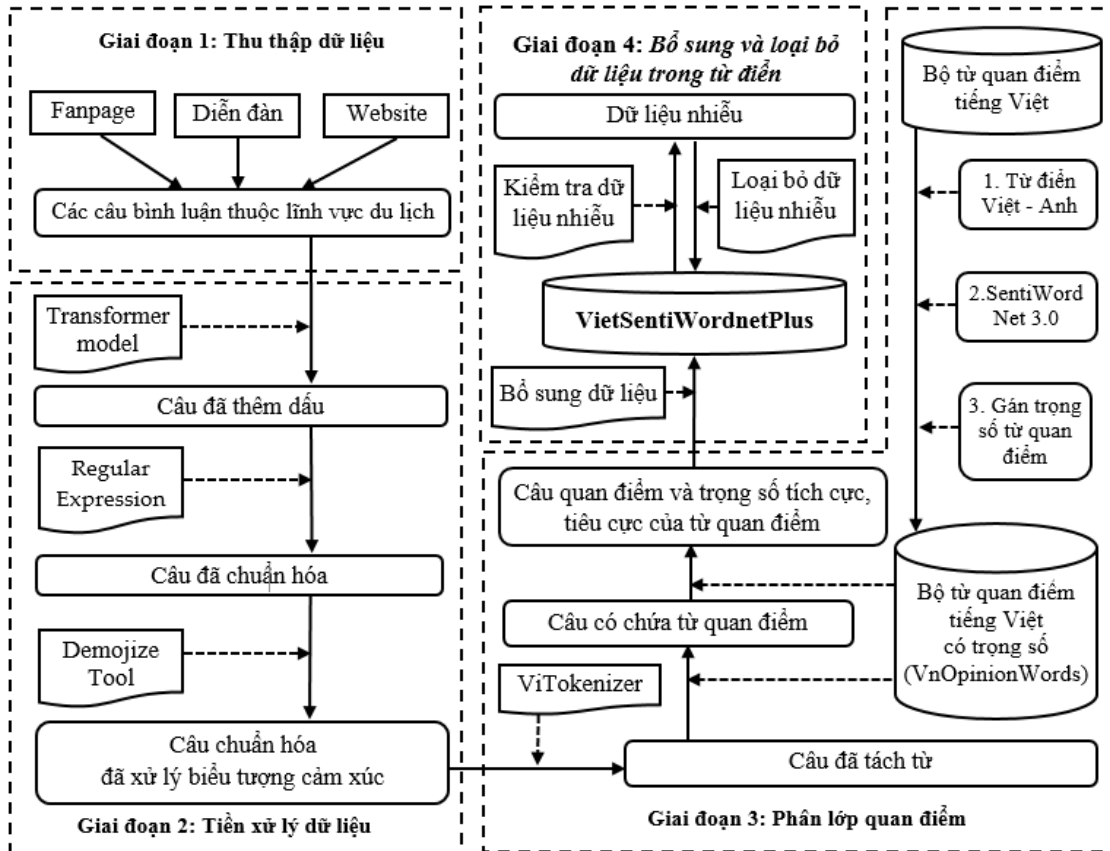 Giai đoạn 1: Thu thập dữ liệu
Fanpage
Diễn đàn
Website
Các câu bình luận thuộc lĩnh vực du lịch
Transformer
model
Câu đã thêm dấu
Regular
Expression
Câu đã chuẩn hóa
Demojize
Tool
Câu chuẩn hóa
đã xử lý biểu tượng cảm xúc
Giai đoạn 2: Tiền xử lý dữ liệu
Giai đoạn 4: Bổ sung và loại bỏ
dữ liệu trong từ điển
Dữ liệu nhiễu
Kiểm tra dữ
liệu nhiễu
Loại bỏ dữ
liệu nhiễu
VietSentiWordnetPlus
Bổ sung dữ liệu
Câu quan điểm và trọng số tích cực,
tiêu cực của từ quan điểm
Câu có chứa từ quan điểm
ViTokenizer
Câu đã tách từ
Bộ từ quan điểm
tiếng Việt
1. Từ điển
Việt - Anh
2.SentiWord
Net 3.0
3. Gán trọng
số từ quan
điểm
Bộ từ quan điểm
tiếng Việt
có trọng số
(VnOpinionWords)
Giai đoạn 3: Phân lớp quan điểm